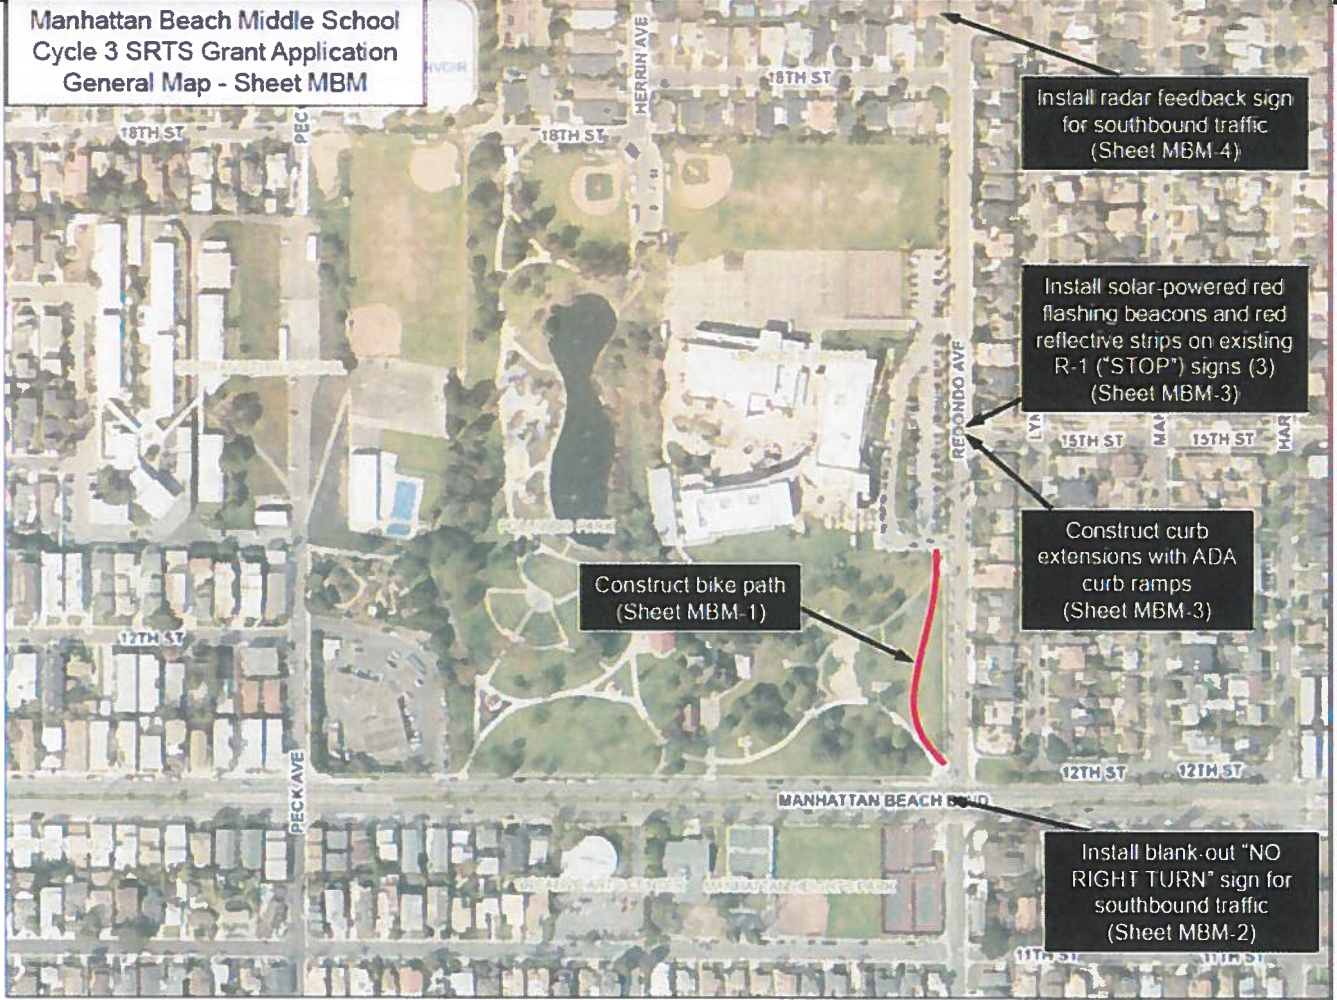 Manhattan Beach Middle School
Cycle 3 SRTS Grant Application
General Map - Sheet MBM
HERRIN AVE
18TH ST
18TH ST
18TH ST
Install radar feedback sign
for southbound traffic
(Sheet MBM-4)
Install solar-powered red
flashing beacons and red
reflective strips on existing
R-1 ("STOP") signs (3)
(Sheet MBM-3)
REDONDO AVE
15TH ST
15TH ST
Construct curb
extensions with ADA
curb ramps
(Sheet MBM-3)
Construct bike path
(Sheet MBM-1)
12TH ST
PECK AVE
12TH ST
12TH ST
MANHATTAN BEACH
Install blank-out "NO
RIGHT TURN" sign for
southbound traffic
(Sheet MBM-2)
11TH ST
11TH ST